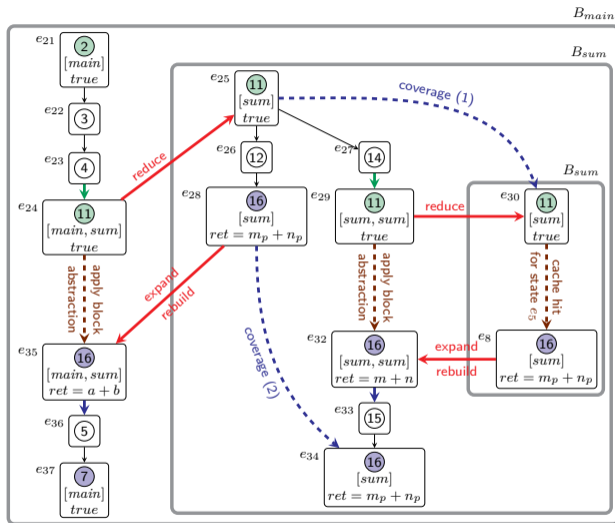 B_main
e21
2
[main]
true
e22
3
e23
4
e24
11
[main, sum]
true
reduce
apply block
abstraction
e35
16
[main, sum]
ret = a + b
e36
5
e37
7
[main]
true
B_sum
e25
11
[sum]
true
coverage (1)
e26
12
e27
14
e28
16
[sum]
ret = m_p + n_p
expand
rebuild
coverage (2)
e29
11
[sum, sum]
true
reduce
apply block
abstraction
e32
16
[sum, sum]
ret = m + n
e33
15
e34
16
[sum]
ret = m_p + n_p
B_sum
e30
11
[sum]
true
cache hit
for state e5
e8
16
[sum]
ret = m_p + n_p
expand
rebuild